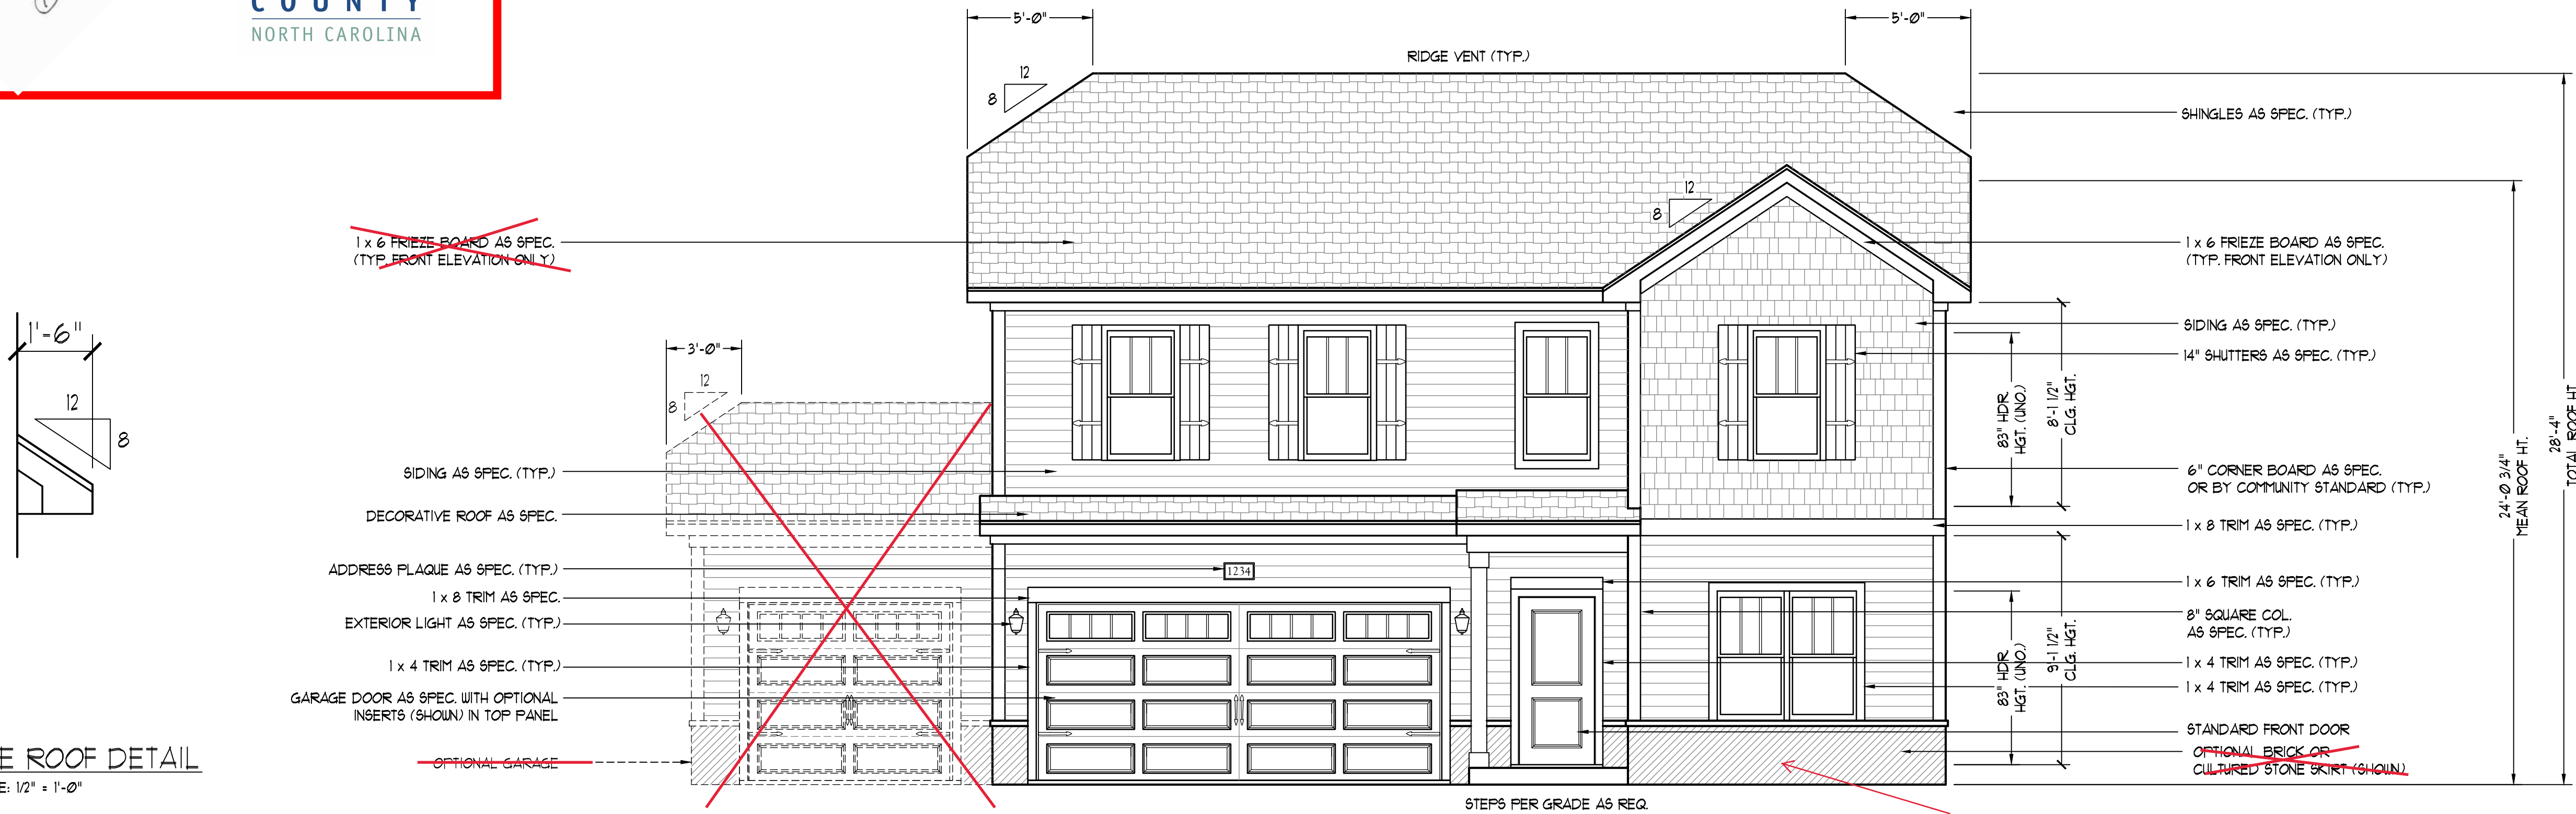 COUNTY
NORTH CAROLINA
5'-0"
5'-0"
RIDGE VENT (TYP.)
12
8
SHINGLES AS SPEC. (TYP.)
12
8
1 x 6 FRIEZE BOARD AS SPEC.
(TYP. FRONT ELEVATION ONLY)
1 x 6 FRIEZE BOARD AS SPEC.
(TYP. FRONT ELEVATION ONLY)
1'-6"
12
8
3'-0"
12
8
SIDING AS SPEC. (TYP.)
14" SHUTTERS AS SPEC. (TYP.)
83" HDR
HGT. (UNO.)
8'-1 1/2"
CLG. HGT.
24'-0 3/4"
MEAN ROOF HT.
28'-4"
TOTAL ROOF HT.
SIDING AS SPEC. (TYP.)
6" CORNER BOARD AS SPEC.
OR BY COMMUNITY STANDARD (TYP.)
DECORATIVE ROOF AS SPEC.
1 x 8 TRIM AS SPEC. (TYP.)
ADDRESS PLAQUE AS SPEC. (TYP.)
1234
1 x 6 TRIM AS SPEC. (TYP.)
1 x 8 TRIM AS SPEC.
EXTERIOR LIGHT AS SPEC. (TYP.)
8" SQUARE COL.
AS SPEC. (TYP.)
83" HDR
HGT. (UNO.)
9'-1 1/2"
CLG. HGT.
1 x 4 TRIM AS SPEC. (TYP.)
1 x 4 TRIM AS SPEC. (TYP.)
1 x 4 TRIM AS SPEC. (TYP.)
GARAGE DOOR AS SPEC. WITH OPTIONAL
INSERTS (SHOWN) IN TOP PANEL
STANDARD FRONT DOOR
OPTIONAL BRICK OR
CULTURED STONE SKIRT (SHOWN)
OPTIONAL GARAGE
E ROOF DETAIL
E: 1/2" = 1'-0"
STEPS PER GRADE AS REQ.